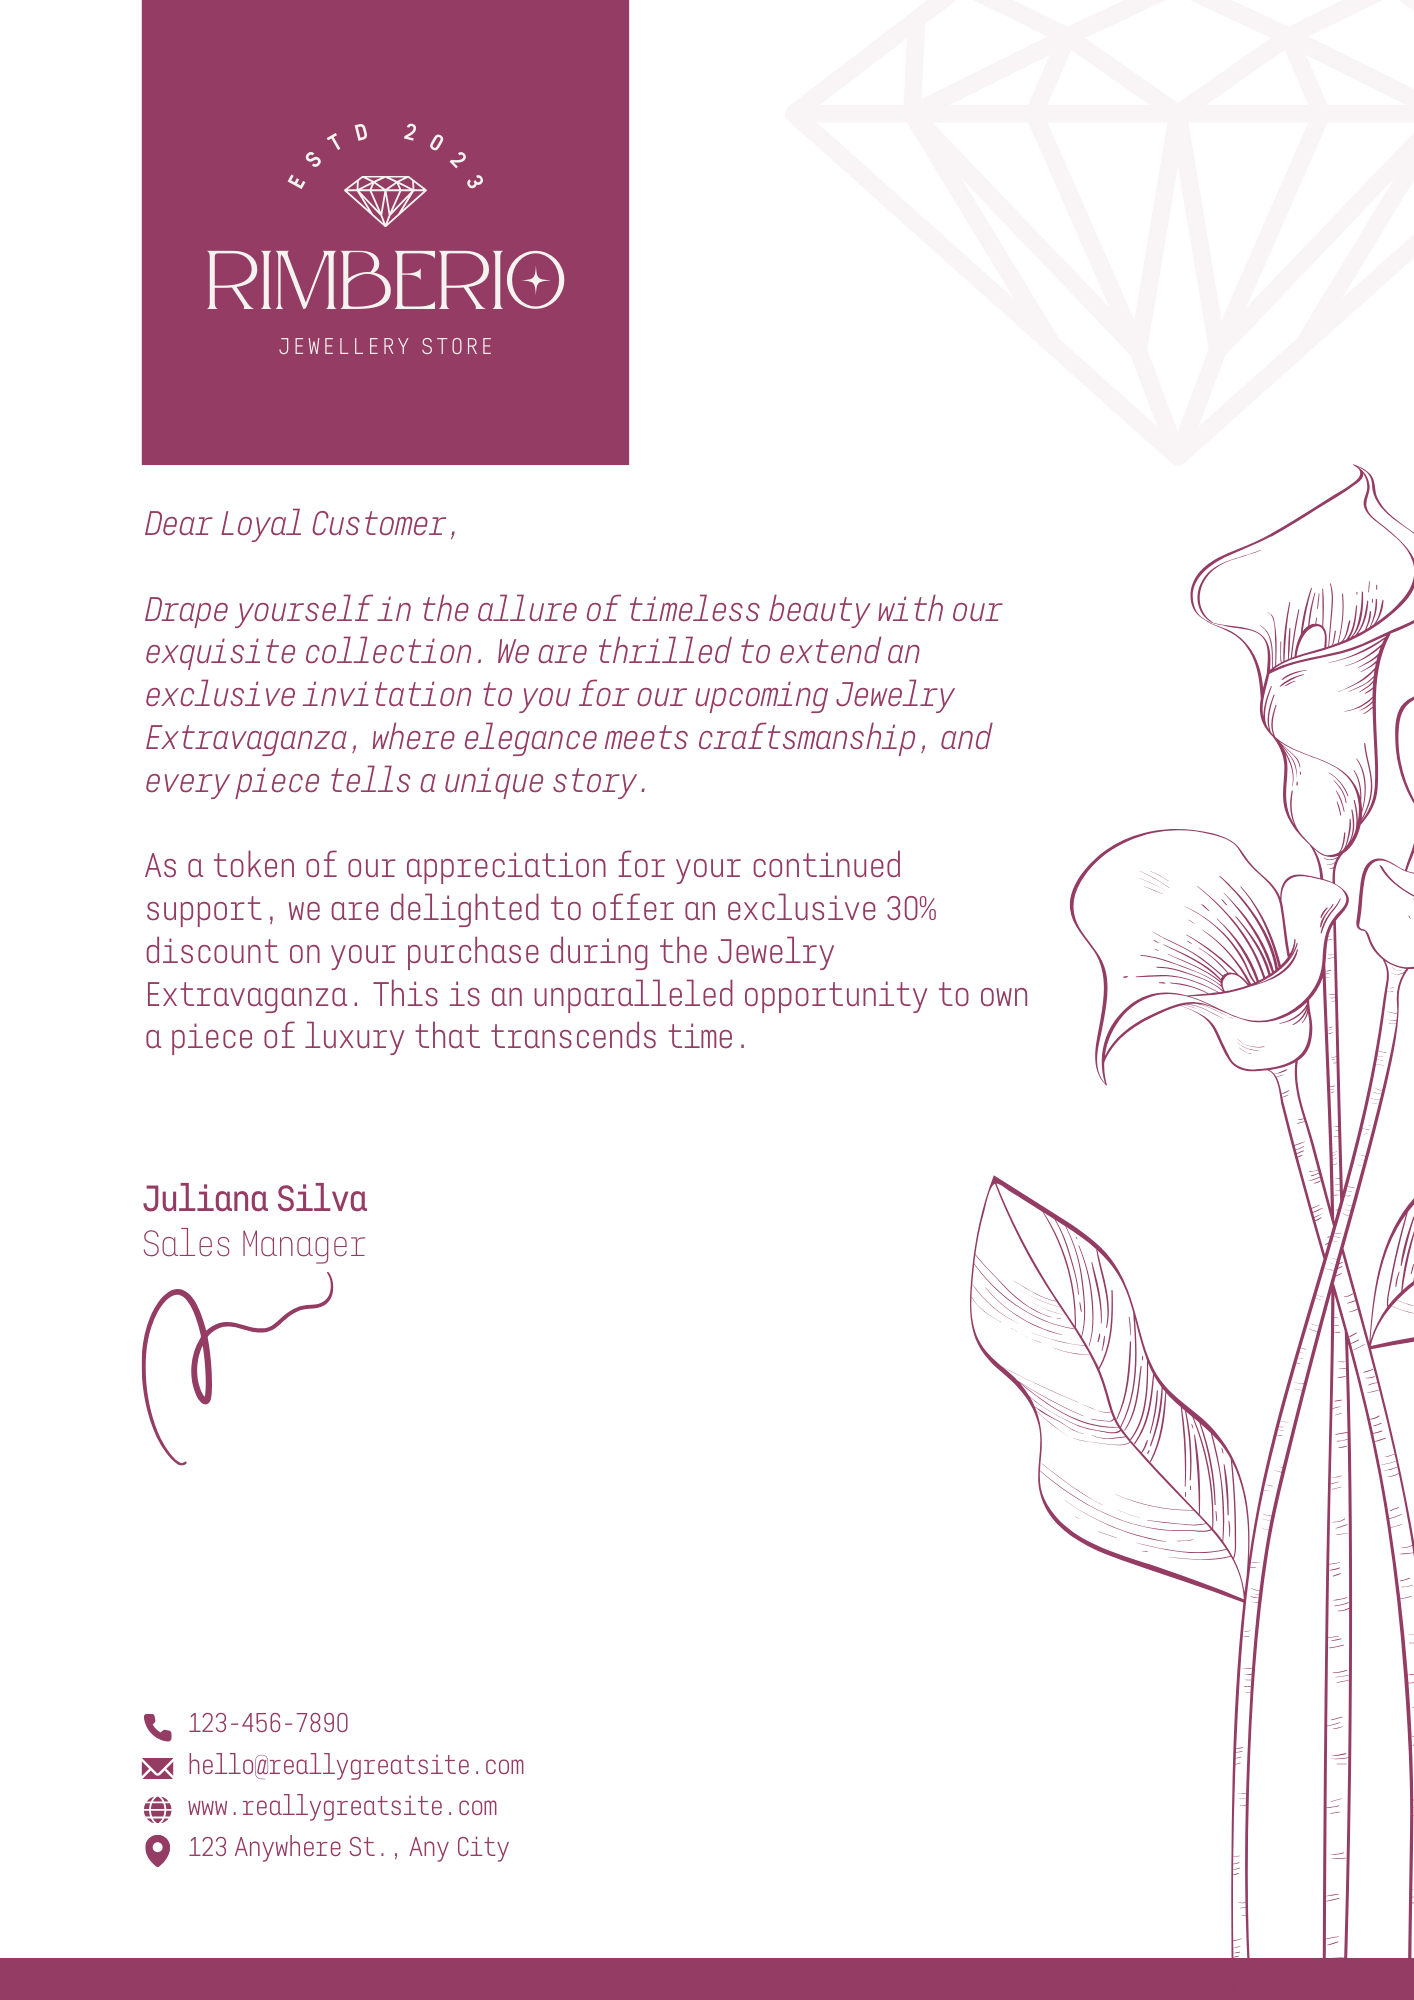 ESTD 2023
RIMBERIO
JEWELLERY STORE
Dear Loyal Customer,
Drape yourself in the allure of timeless beauty with our
exquisite collection. We are thrilled to extend an
exclusive invitation to you for our upcoming Jewelry
Extravaganza, where elegance meets craftsmanship, and
every piece tells a unique story.
As a token of our appreciation for your continued
support, we are delighted to offer an exclusive 30%
discount on your purchase during the Jewelry
Extravaganza. This is an unparalleled opportunity to own
a piece of luxury that transcends time.
Juliana Silva
Sales Manager
123-456-7890
hello@reallygreatsite.com
www.reallygreatsite.com
123 Anywhere St., Any City